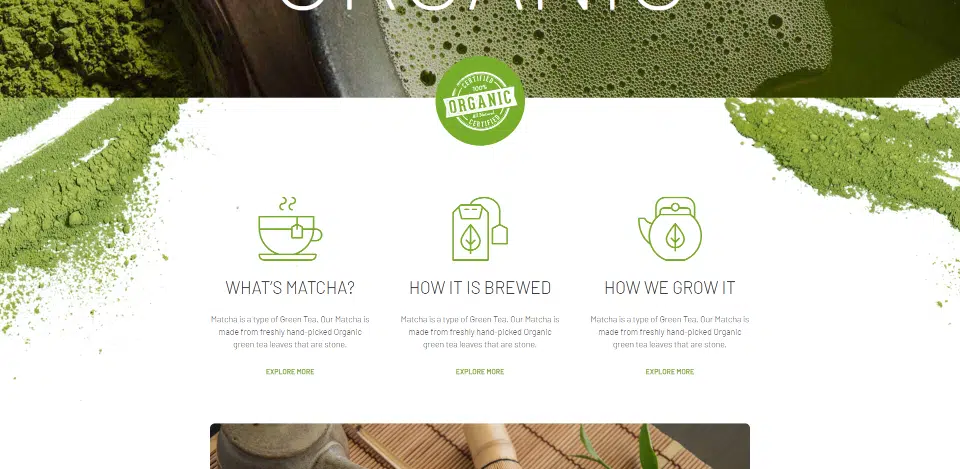 ORGANIC
CERTIFIED
100%
ORGANIC
All Natural
CERTIFIED
WHAT'S MATCHA?
Matcha is a type of Green Tea. Our Matcha is
made from freshly hand-picked Organic
green tea leaves that are stone.
EXPLORE MORE
HOW IT IS BREWED
Matcha is a type of Green Tea. Our Matcha is
made from freshly hand-picked Organic
green tea leaves that are stone.
EXPLORE MORE
HOW WE GROW IT
Matcha is a type of Green Tea. Our Matcha is
made from freshly hand-picked Organic
green tea leaves that are stone.
EXPLORE MORE